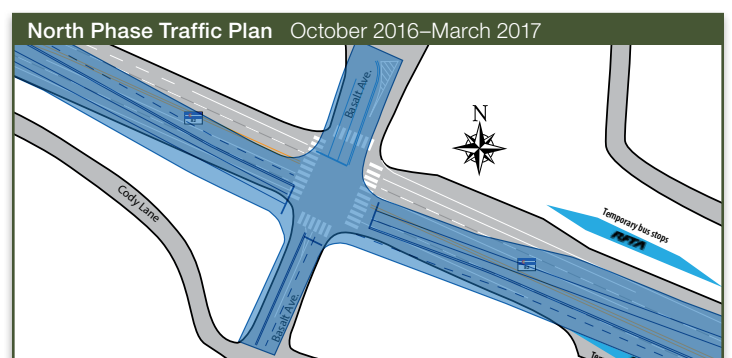 North Phase Traffic Plan October 2016–March 2017
Basalt Ave.
N
Cody Lane
Temporary bus stops
RFTA
Basalt Ave.